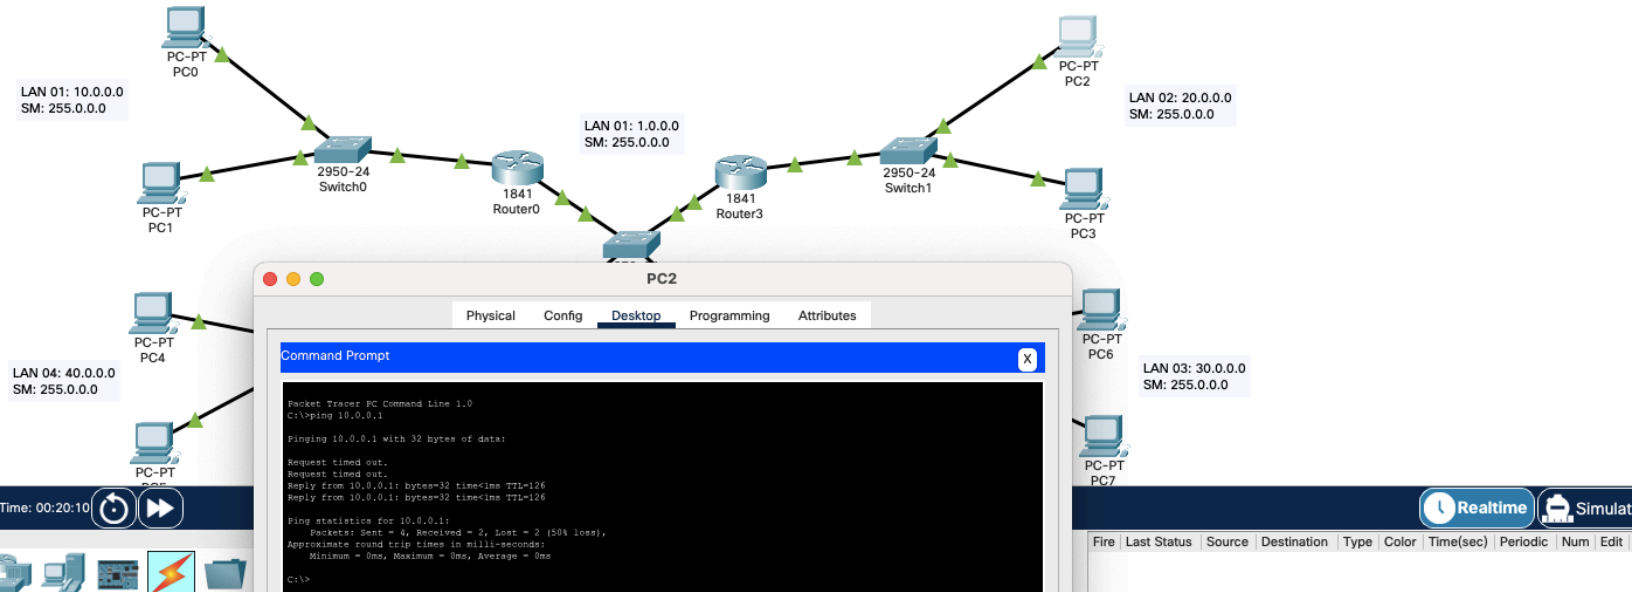 PC-PT
PC0
LAN 01: 10.0.0.0
SM: 255.0.0.0
PC-PT
PC1
2950-24
Switch0
1841
Router0
LAN 01: 1.0.0.0
SM: 255.0.0.0
1841
Router3
2950-24
Switch1
PC-PT
PC2
LAN 02: 20.0.0.0
SM: 255.0.0.0
PC-PT
PC3
PC-PT
PC4
LAN 04: 40.0.0.0
SM: 255.0.0.0
PC-PT
PC-PT
PC6
LAN 03: 30.0.0.0
SM: 255.0.0.0
PC-PT
PC7
PC2
Physical Config Desktop Programming Attributes
Command Prompt
X
Packet Tracer PC Command Line 1.0
C:\>ping 10.0.0.1
Pinging 10.0.0.1 with 32 bytes of data:
Request timed out.
Request timed out.
Reply from 10.0.0.1: bytes=32 time<1ms TTL=126
Reply from 10.0.0.1: bytes=32 time<1ms TTL=126
Ping statistics for 10.0.0.1:
Packets: Sent = 4, Received = 2, Lost = 2 (50% loss),
Approximate round trip times in milli-seconds:
Minimum = 0ms, Maximum = 0ms, Average = 0ms
C:\>
Time: 00:20:10
Realtime
Simulat
Fire Last Status Source Destination Type Color Time(sec) Periodic Num Edit